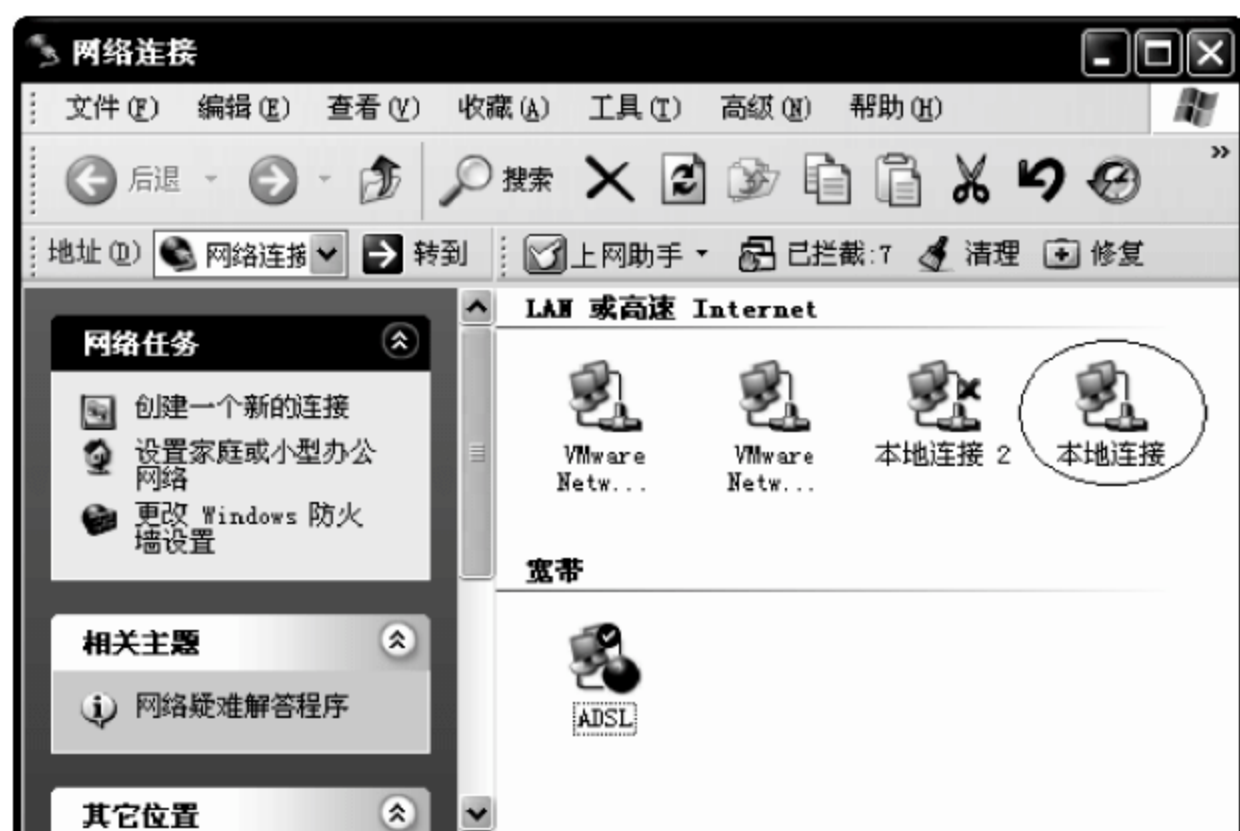 网络连接
文件(F) 编辑(E) 查看(V) 收藏(A) 工具(T) 高级(N) 帮助(H)
后退 搜索 »
地址(D) 网络连接 转到 上网助手 已拦截:7 清理 修复
网络任务
创建一个新的连接
设置家庭或小型办公
网络
更改 Windows 防火
墙设置
相关主题
网络疑难解答程序
其它位置
LAN 或高速 Internet
VMware
Netw...
VMware
Netw...
本地连接 2
本地连接
宽带
ADSL